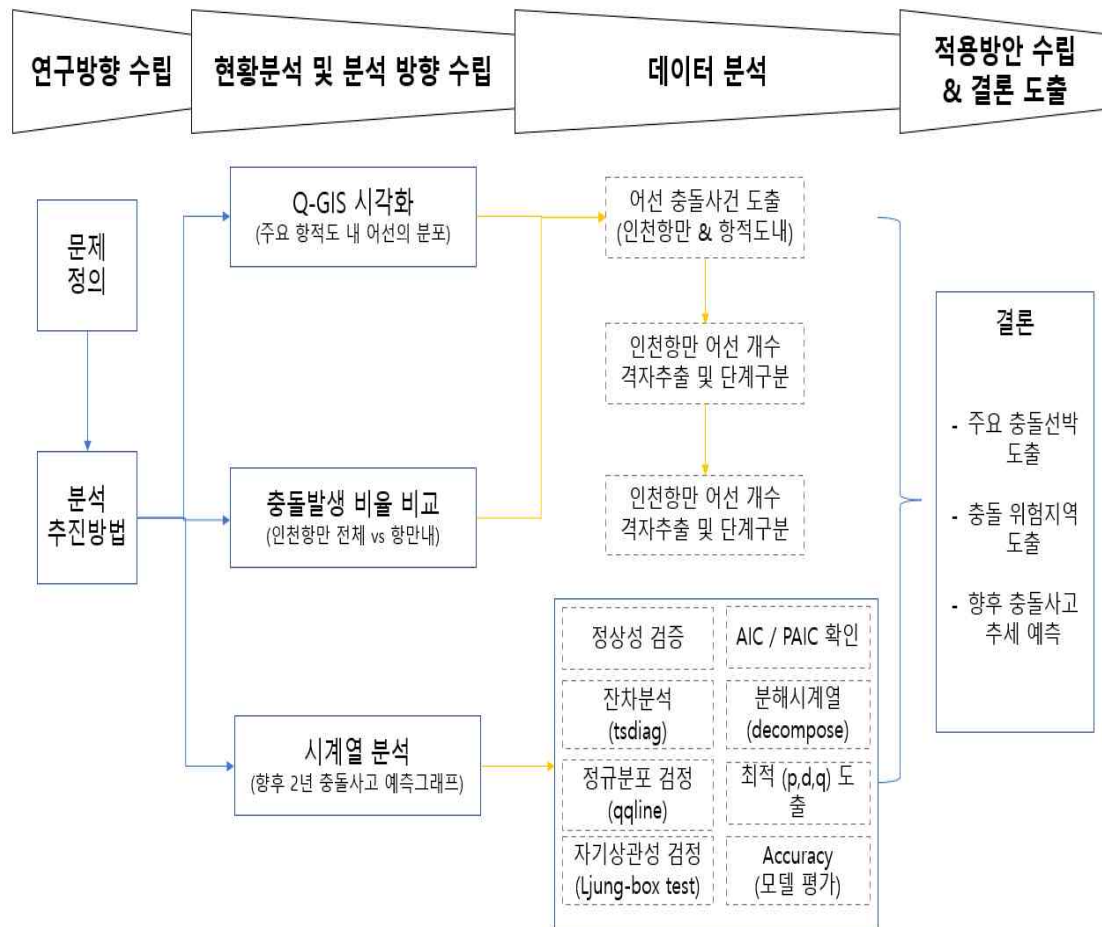 연구방향 수립
현황분석 및 분석 방향 수립
데이터 분석
적용방안 수립
& 결론 도출
문제
정의
분석
추진방법
Q-GIS 시각화
(주요 항적도 내 어선의 분포)
충돌발생 비율 비교
(인천항만 전체 vs 항만내)
시계열 분석
(향후 2년 충돌사고 예측그래프)
어선 충돌사건 도출
(인천항만 & 항적도내)
인천항만 어선 개수
격자추출 및 단계구분
인천항만 어선 개수
격자추출 및 단계구분
정상성 검증
AIC / PAIC 확인
잔차분석
(tsdiag)
분해시계열
(decompose)
정규분포 검정
(qqline)
최적 (p,d,q) 도
출
자기상관성 검정
(Ljung-box test)
Accuracy
(모델 평가)
결론
- 주요 충돌선박
도출
- 충돌 위험지역
도출
- 향후 충돌사고
추세 예측